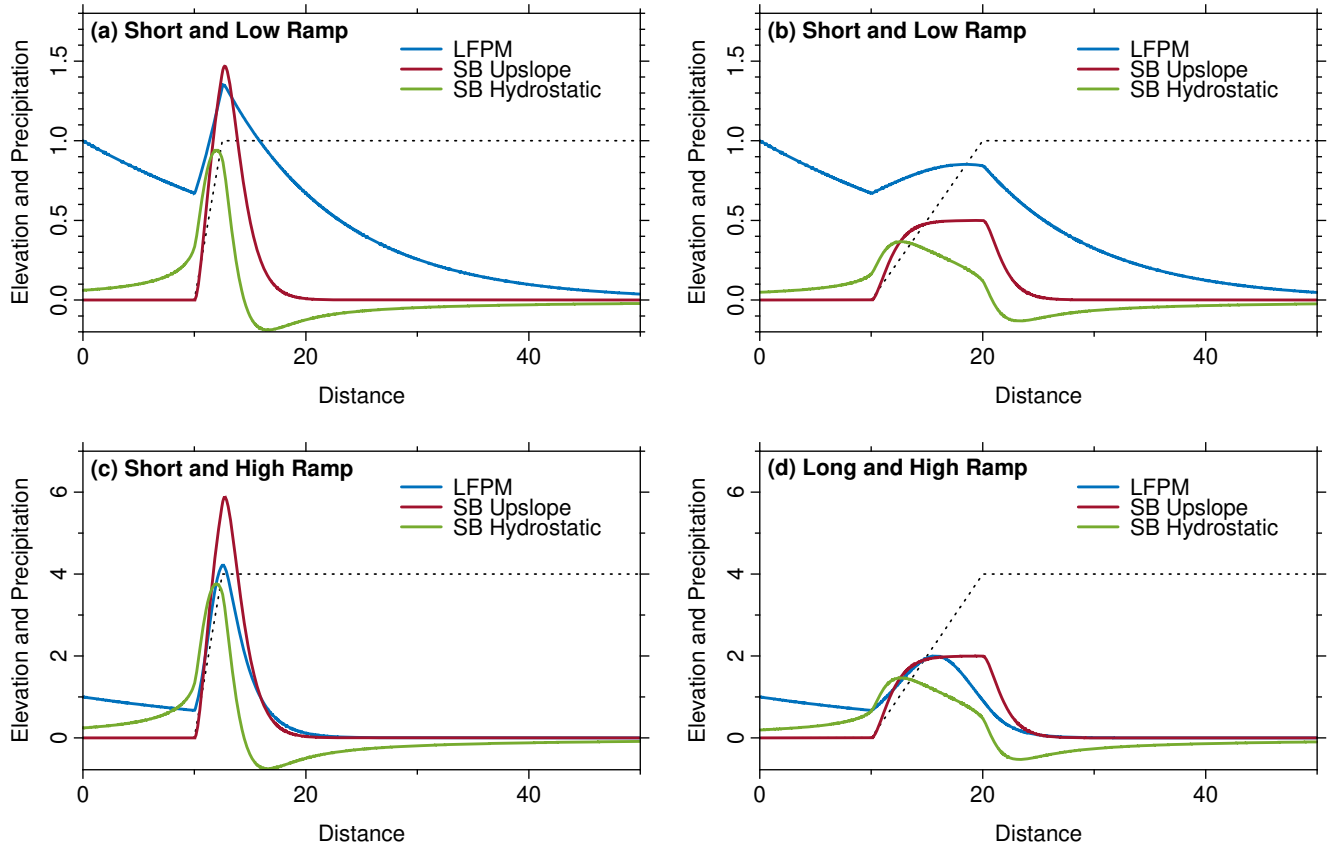 (a) Short and Low Ramp
LFPM
SB Upslope
SB Hydrostatic
Elevation and Precipitation
0.0
0.5
1.0
1.5
0
20
40
Distance
(b) Short and Low Ramp
LFPM
SB Upslope
SB Hydrostatic
Elevation and Precipitation
0.0
0.5
1.0
1.5
0
20
40
Distance
(c) Short and High Ramp
LFPM
SB Upslope
SB Hydrostatic
Elevation and Precipitation
0
2
4
6
0
20
40
Distance
(d) Long and High Ramp
LFPM
SB Upslope
SB Hydrostatic
Elevation and Precipitation
0
2
4
6
0
20
40
Distance